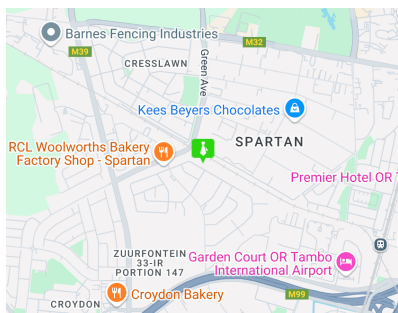 Barnes Fencing Industries
M39
M32
CRESSLAWN
Green Ave
Kees Beyers Chocolates
RCL Woolworths Bakery
Factory Shop - Spartan
SPARTAN
Premier Hotel OR T
ZUURFONTEIN
33-IR
PORTION 147
Garden Court OR Tambo
International Airport
Croydon Bakery
CROYDON
M99